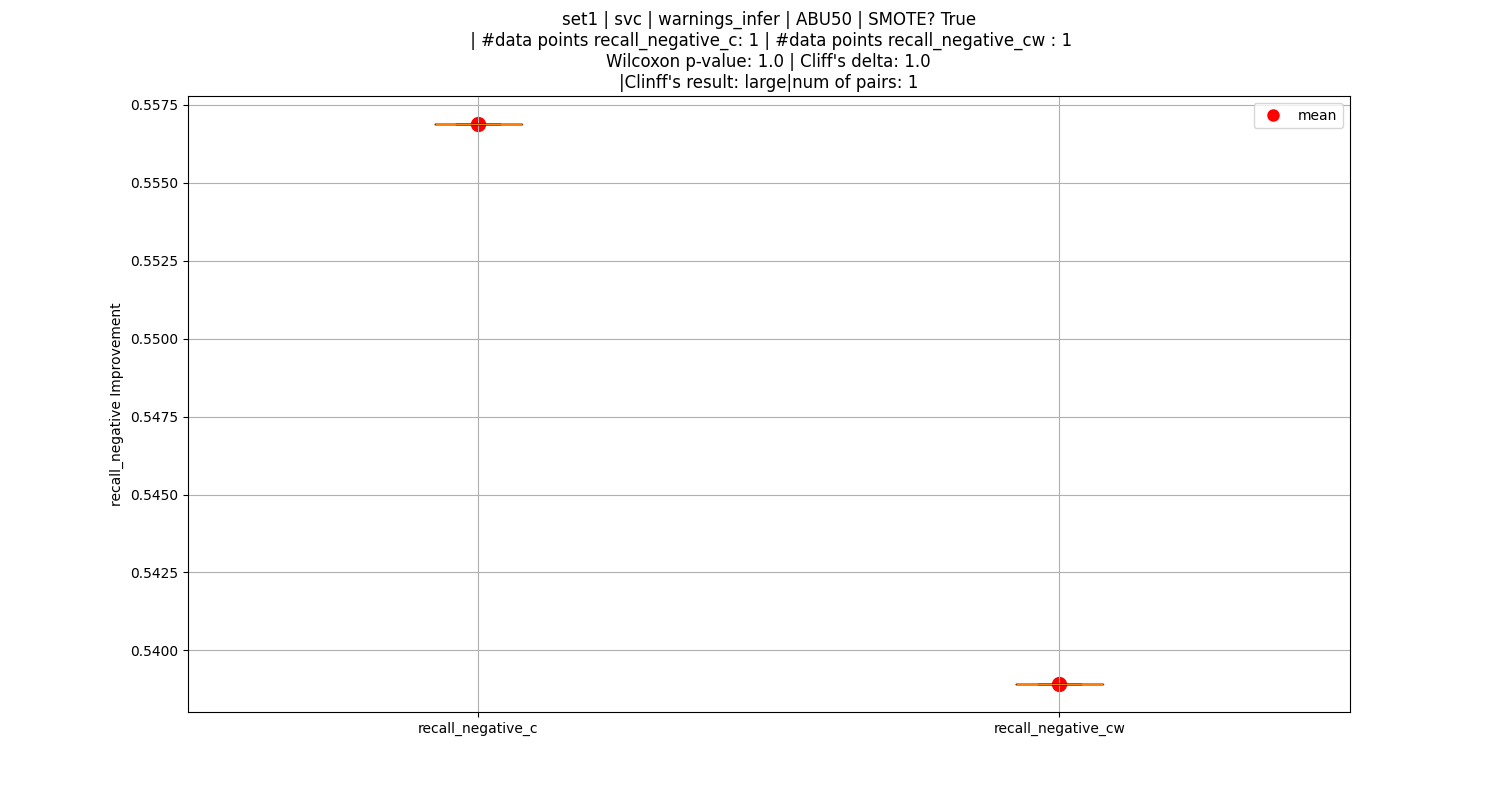 set1 | svc | warnings_infer | ABU50 | SMOTE? True
| #data points recall_negative_c: 1 | #data points recall_negative_cw : 1
Wilcoxon p-value: 1.0 | Cliff's delta: 1.0
|Clinff's result: large|num of pairs: 1
mean
0.5575
0.5550
0.5525
0.5500
0.5475
0.5450
0.5425
0.5400
recall_negative Improvement
recall_negative_c
recall_negative_cw